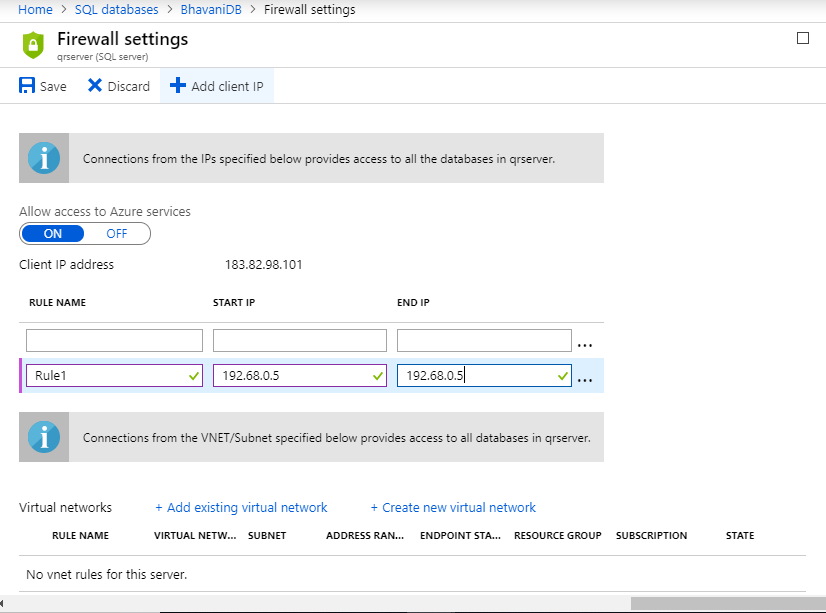 Home > SQL databases > BhavaniDB > Firewall settings
Firewall settings
qrserver (SQL server)
Save Discard Add client IP
Connections from the IPs specified below provides access to all the databases in qrserver.
Allow access to Azure services
ON OFF
Client IP address 183.82.98.101
RULE NAME START IP END IP
...
Rule1 192.68.0.5 192.68.0.5 ...
Connections from the VNET/Subnet specified below provides access to all databases in qrserver.
Virtual networks + Add existing virtual network + Create new virtual network
RULE NAME VIRTUAL NETW... SUBNET ADDRESS RAN... ENDPOINT STA... RESOURCE GROUP SUBSCRIPTION STATE
No vnet rules for this server.